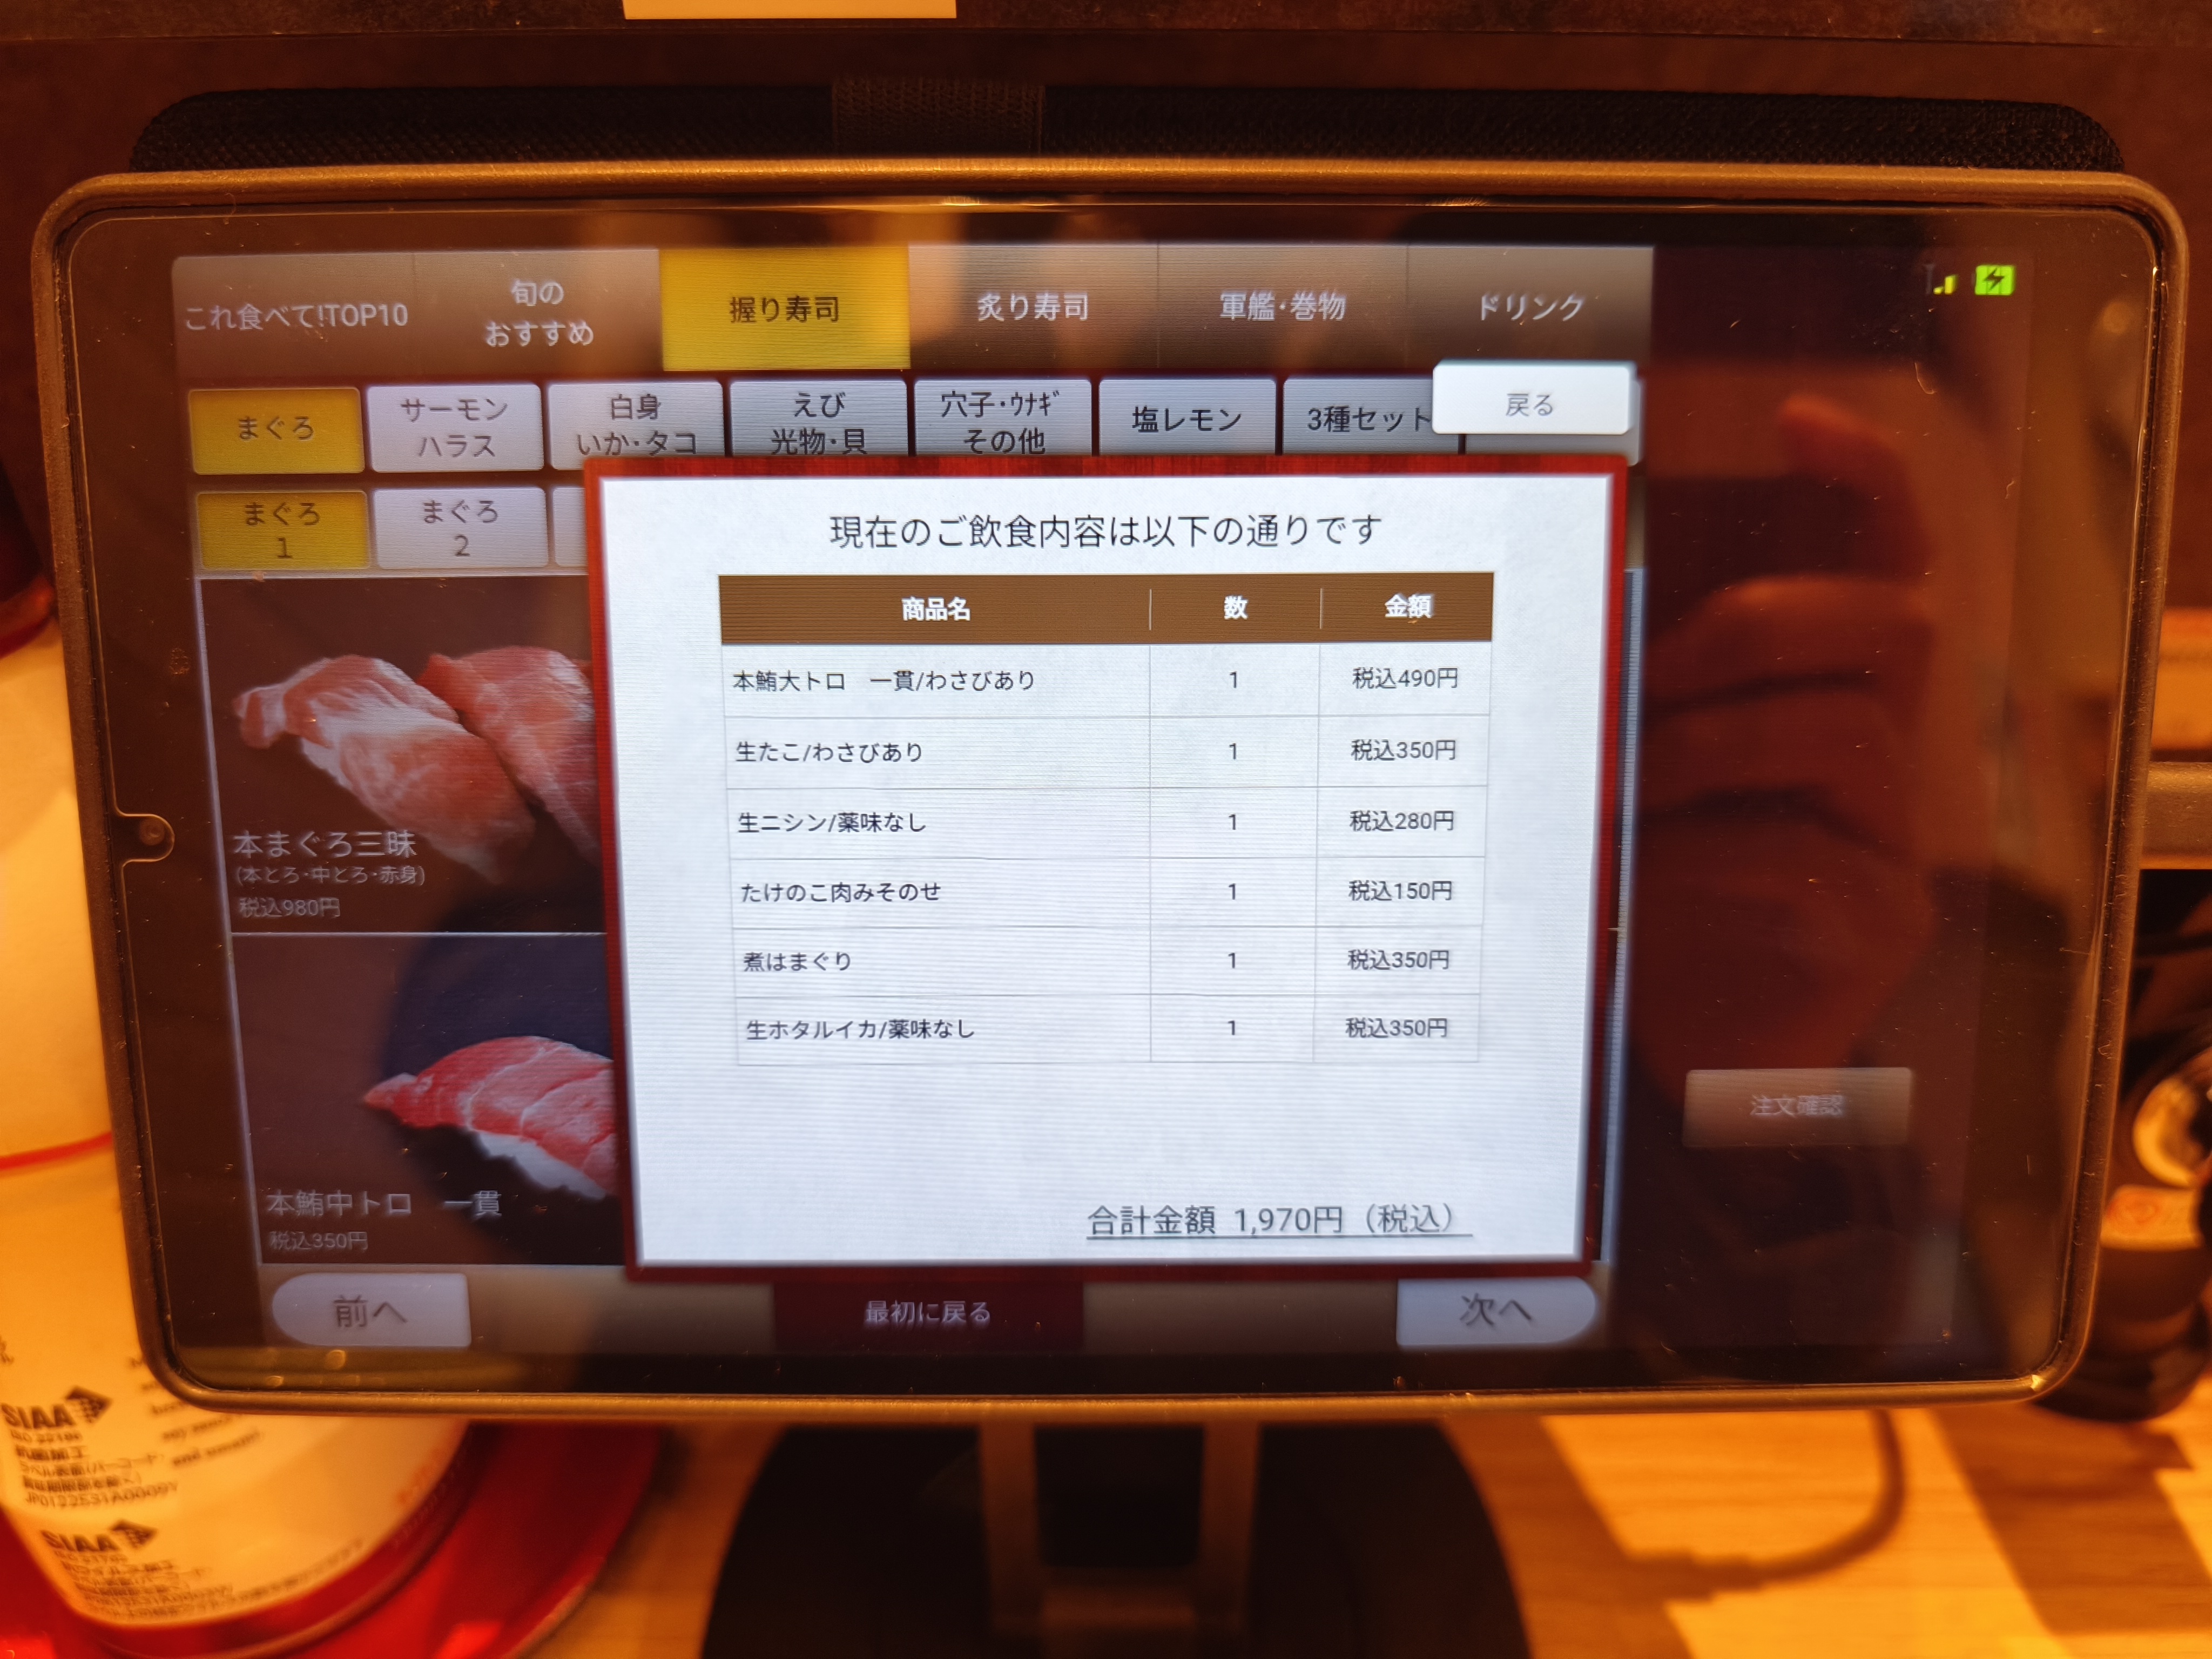 これ食べて!TOP10
旬の
おすすめ
握り寿司
炙り寿司
軍艦・巻物
ドリンク
戻る
まぐろ
サーモン
ハラス
白身
いか・タコ
えび
光物・貝
穴子・ｳﾅｷﾞ
その他
塩レモン
3種セット
まぐろ
1
まぐろ
2
現在のご飲食内容は以下の通りです
商品名 数 金額
本鮪大トロ　一貫/わさびあり 1 税込490円
生たこ/わさびあり 1 税込350円
生ニシン/薬味なし 1 税込280円
たけのこ肉みそのせ 1 税込150円
煮はまぐり 1 税込350円
生ホタルイカ/薬味なし 1 税込350円
合計金額 1,970円（税込）
本まぐろ三昧
(本とろ・中とろ・赤身)
税込980円
本鮪中トロ　一貫
税込350円
注文確認
前へ
最初に戻る
次へ
SIAA
抗菌加工
SIAA